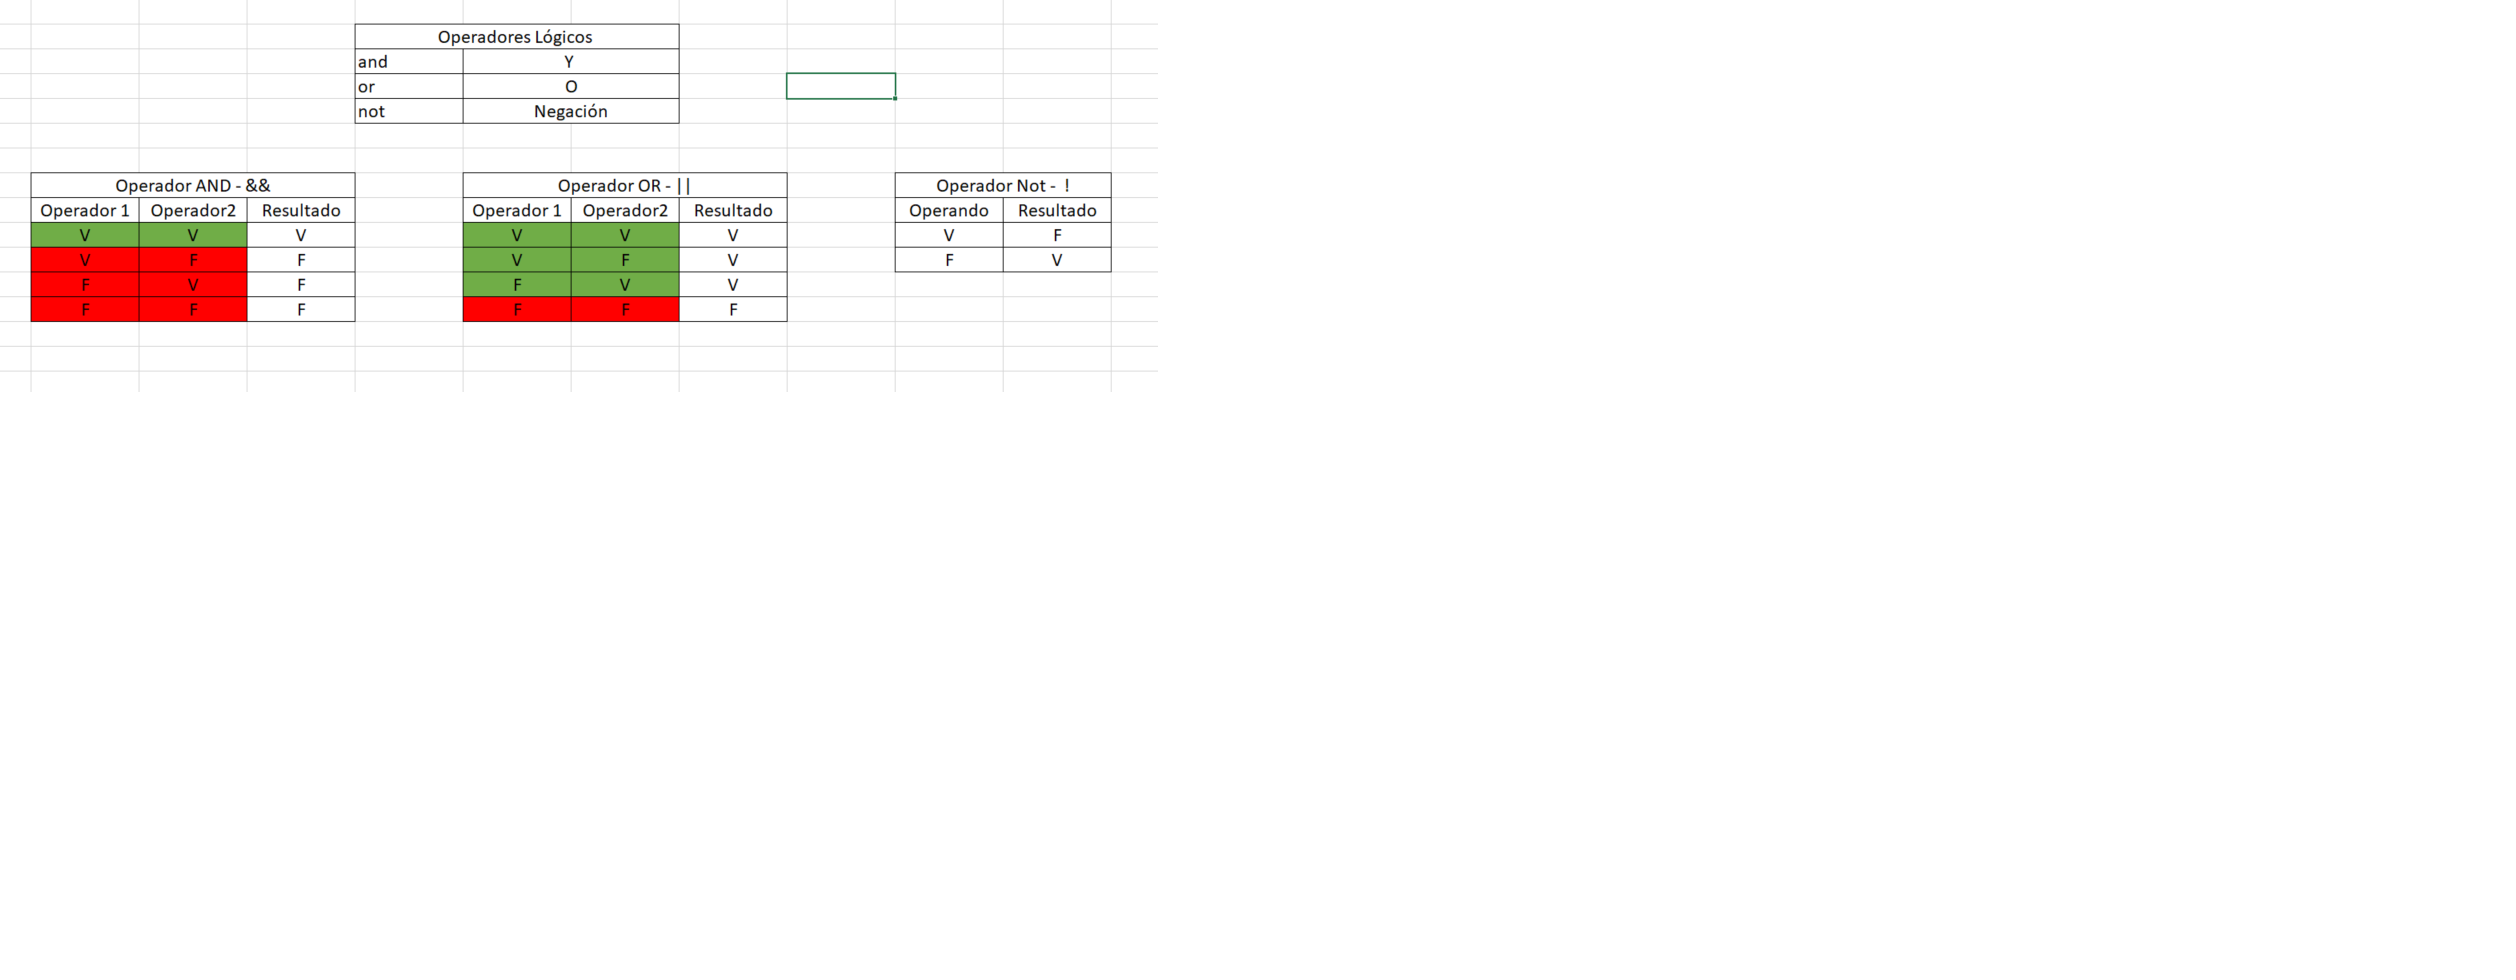 Operadores Lógicos
and Y
or O
not Negación
Operador AND - && Operador OR - || Operador Not - !
Operador 1 Operador2 Resultado Operador 1 Operador2 Resultado Operando Resultado
V V V V V V V F
V F F V F V F V
F V F F V V
F F F F F F